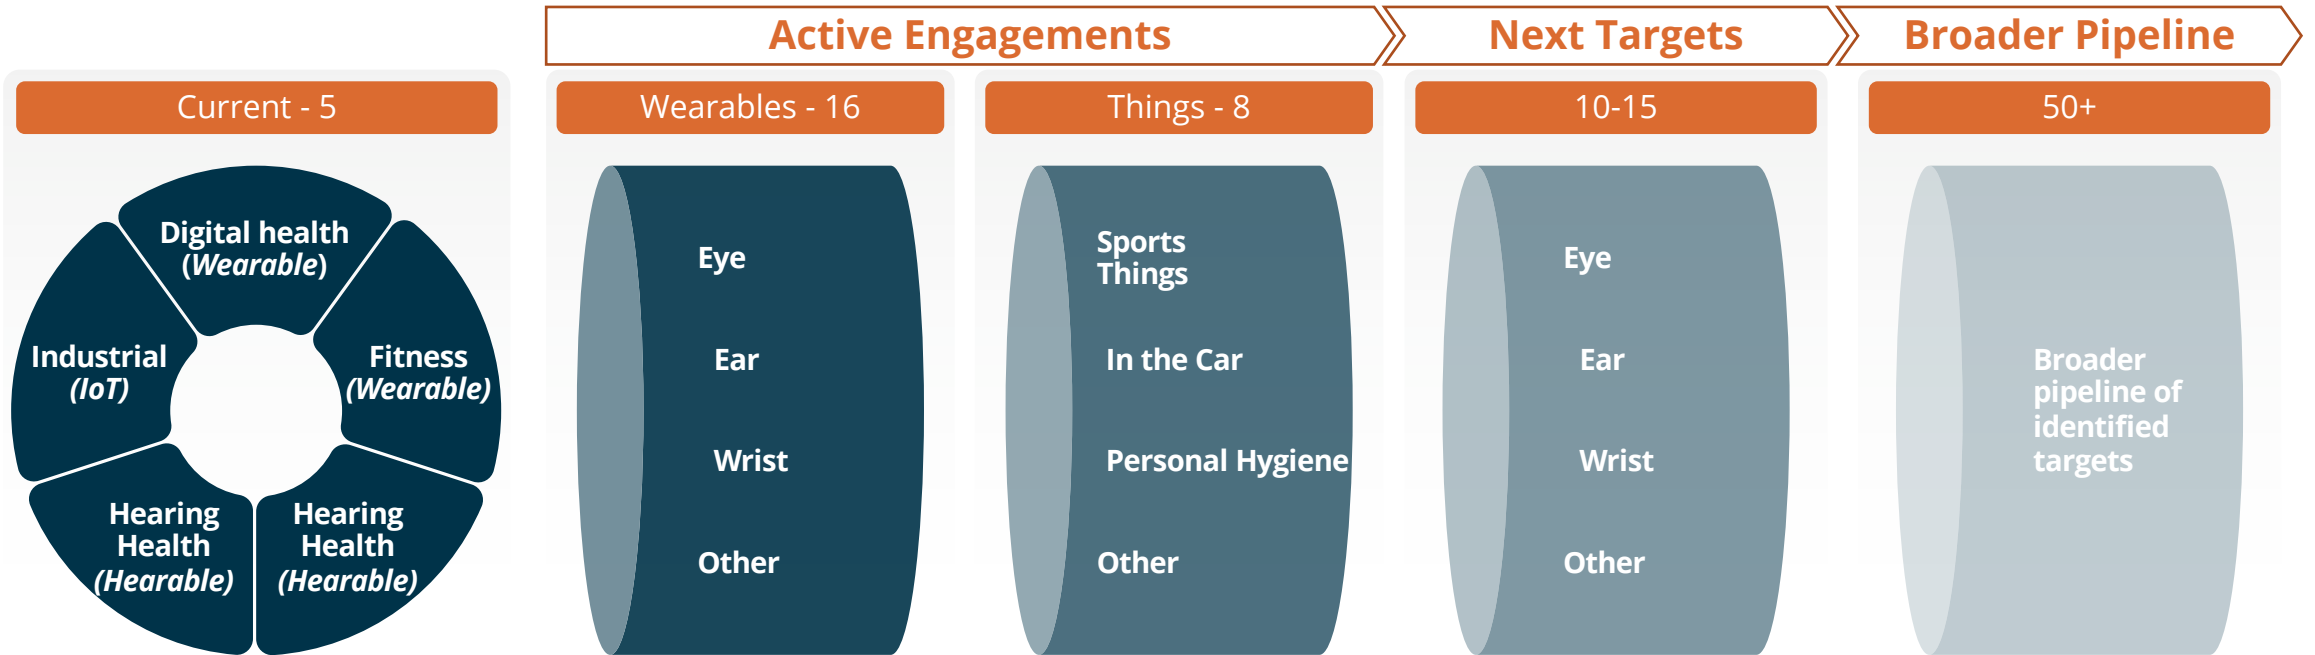 Active Engagements
Next Targets
Broader Pipeline
Current - 5
Wearables - 16
Things - 8
10-15
50+
Digital health
(Wearable)
Fitness
(Wearable)
Hearing
Health
(Hearable)
Hearing
Health
(Hearable)
Industrial
(IoT)
Eye
Ear
Wrist
Other
Sports
Things
In the Car
Personal Hygiene
Other
Eye
Ear
Wrist
Other
Broader
pipeline of
identified
targets